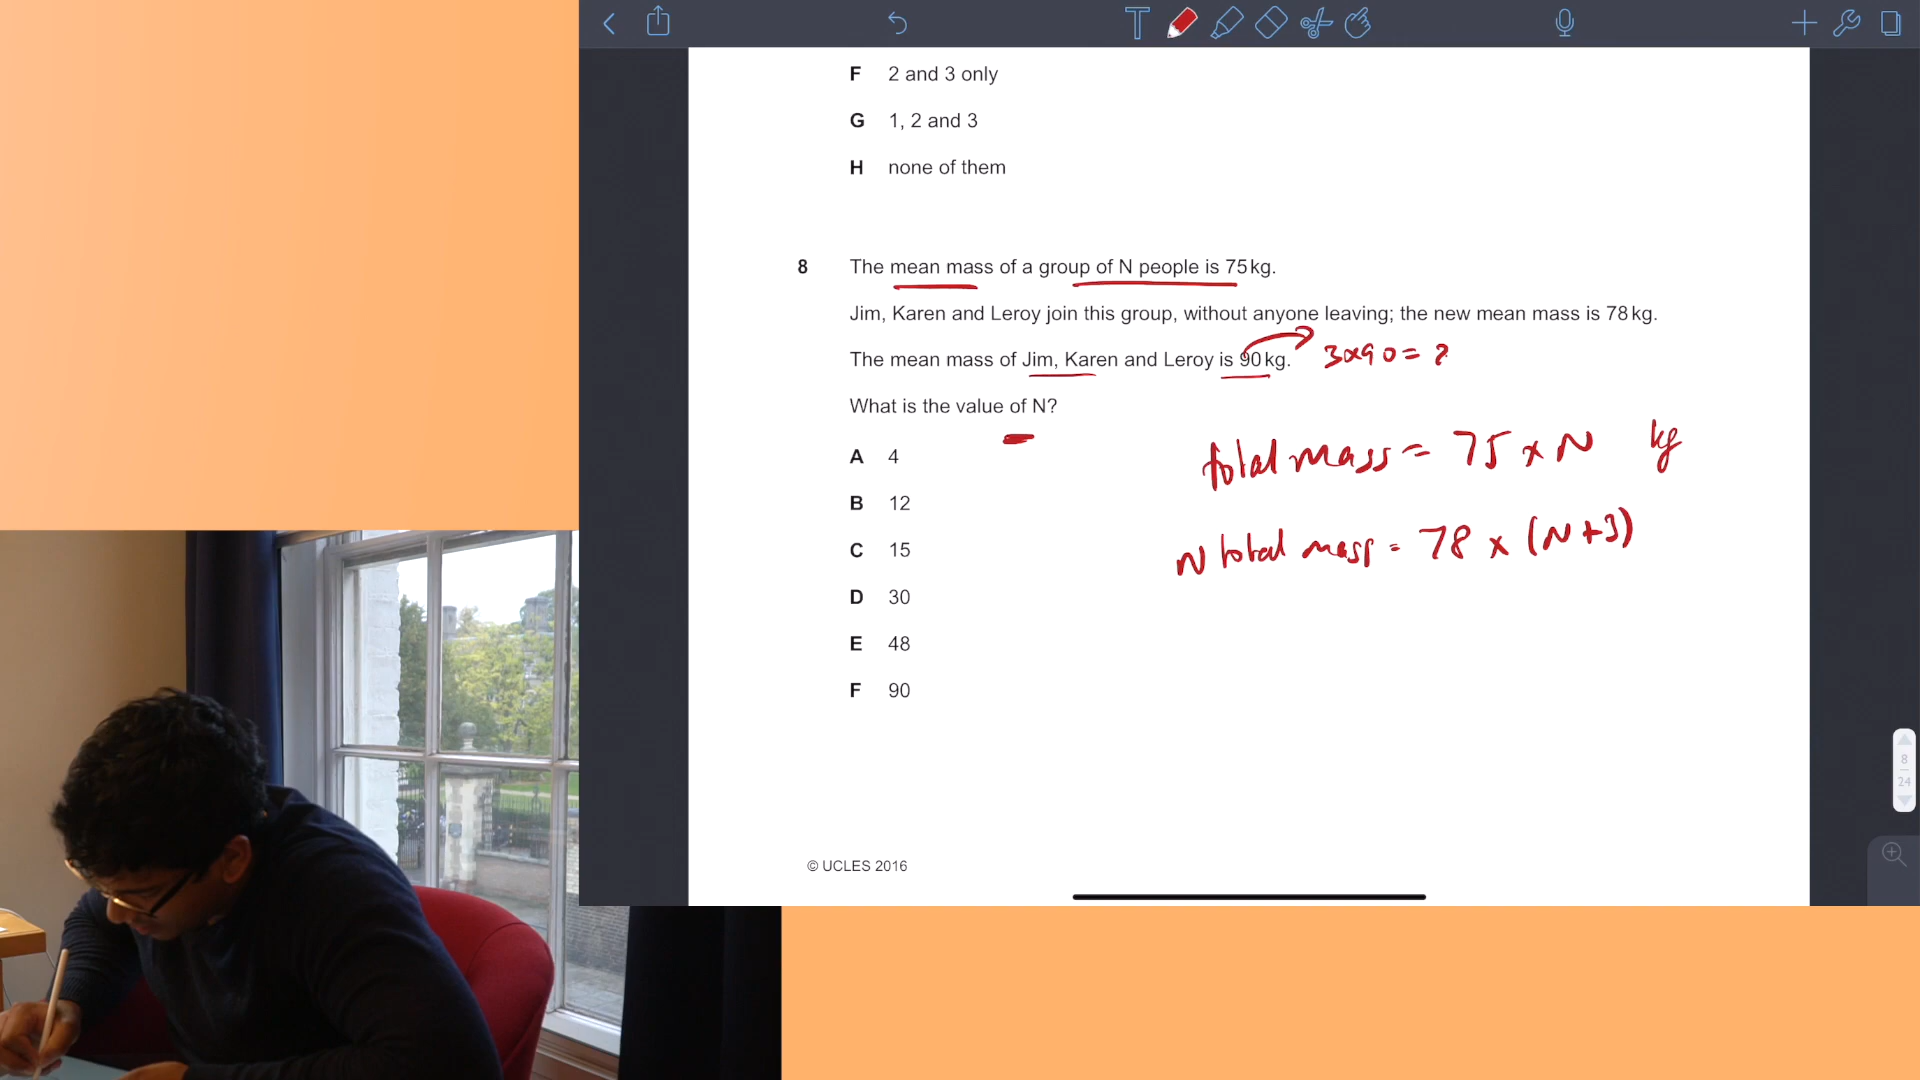 F 2 and 3 only
G 1, 2 and 3
H none of them
8 The mean mass of a group of N people is 75 kg.
Jim, Karen and Leroy join this group, without anyone leaving; the new mean mass is 78 kg.
The mean mass of Jim, Karen and Leroy is 90 kg. 3x90 = 2
What is the value of N?
total mass = 75 x N kg
A 4
B 12
N total mass = 78 x (N+3)
C 15
D 30
E 48
F 90
8
24
© UCLES 2016